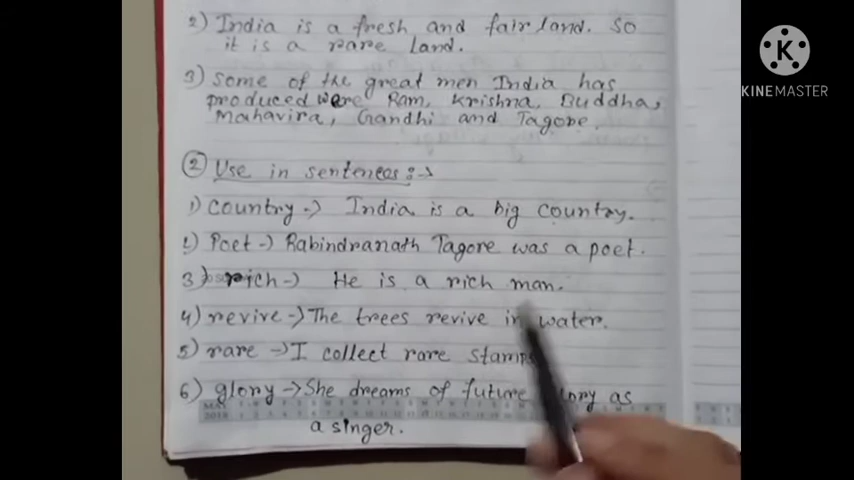 2) India is a fresh and fair land. So
it is a rare land.
3) Some of the great men India has
produced were Ram, Krishna, Buddha,
Mahavira, Gandhi and Tagore.
② Use in sentences :->
1) Country -> India is a big country.
2) Poet -> Rabindranath Tagore was a poet.
3) rich -> He is a rich man.
4) revive -> The trees revive in water.
5) rare -> I collect rare stamps
6) glory -> She dreams of future as
a singer.
K
KINEMASTER